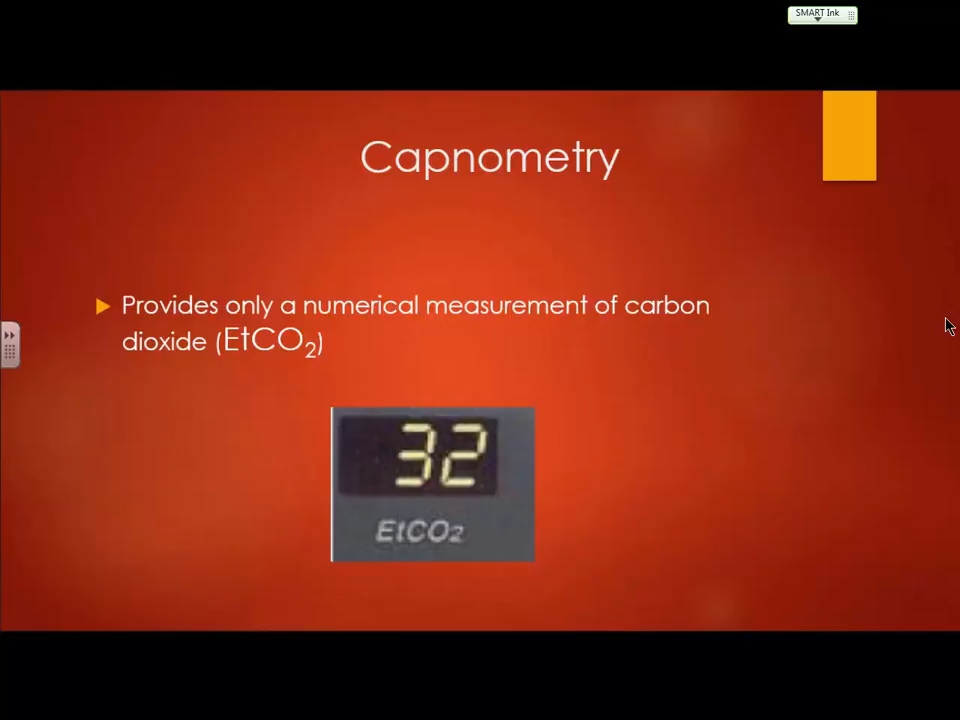 SMART Ink
Capnometry
Provides only a numerical measurement of carbon
dioxide (EtCO₂)
32
EtCO₂